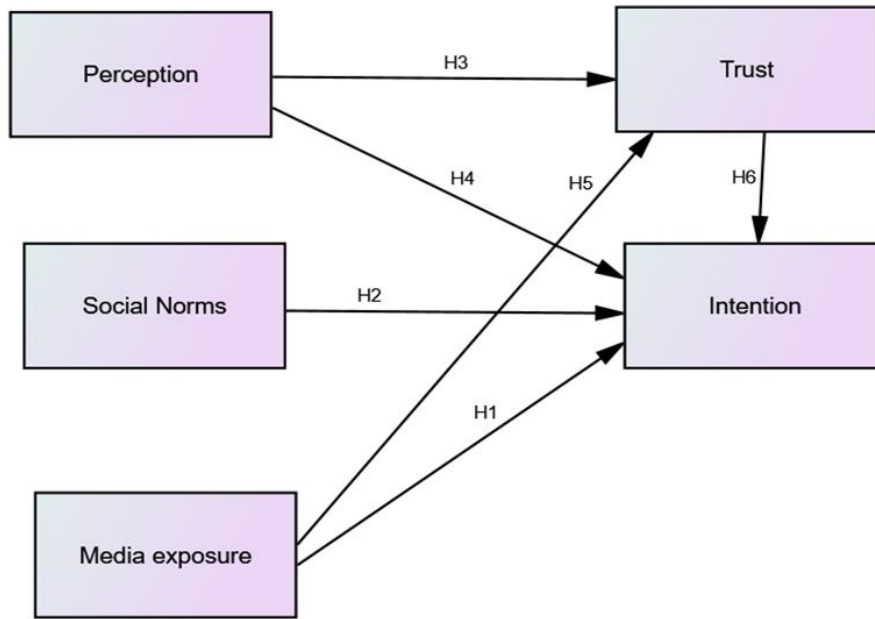 Perception
H3
Trust
H4
H5
H6
Social Norms
H2
Intention
H1
Media exposure